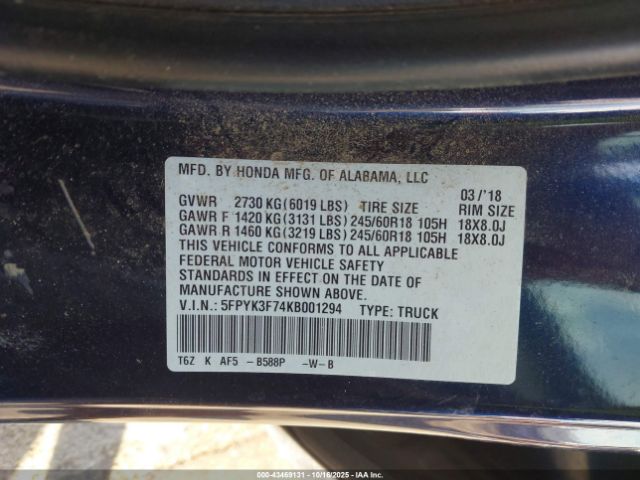 MFD. BY HONDA MFG. OF ALABAMA, LLC
03/'18
GVWR 2730 KG(6019 LBS) TIRE SIZE RIM SIZE
GAWR F 1420 KG(3131 LBS) 245/60R18 105H 18X8.0J
GAWR R 1460 KG(3219 LBS) 245/60R18 105H 18X8.0J
THIS VEHICLE CONFORMS TO ALL APPLICABLE
FEDERAL MOTOR VEHICLE SAFETY
STANDARDS IN EFFECT ON THE DATE OF
MANUFACTURE SHOWN ABOVE.
V.I.N.: 5FPYK3F74KB001294 TYPE: TRUCK
T6Z K AF5 -B588P -W-B
000-43469131 - 10/16/2025 - IAA Inc.